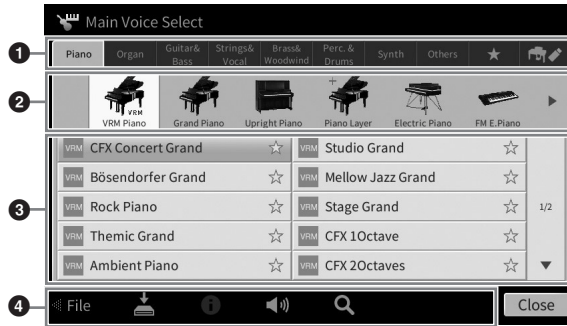 Main Voice Select
1
Piano
Organ
Guitar&
Bass
Strings&
Vocal
Brass&
Woodwind
Perc. &
Drums
Synth
Others
2
VRM
VRM Piano
Grand Piano
Upright Piano
Piano Layer
Electric Piano
FM E.Piano
3
VRM CFX Concert Grand
VRM Studio Grand
VRM Bösendorfer Grand
VRM Mellow Jazz Grand
VRM Rock Piano
VRM Stage Grand
1/2
VRM Themic Grand
VRM CFX 1Octave
VRM Ambient Piano
VRM CFX 2Octaves
4
File
Close